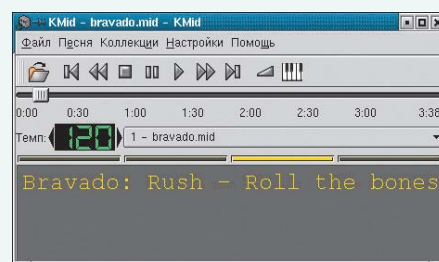 KMid - bravado.mid - KMid
Файл Песня Коллекции Настройки Помощь
0:00 0:30 1:00 1:30 2:00 2:30 3:00 3:38
Темп: 120 1 - bravado.mid
Bravado: Rush - Roll the bones